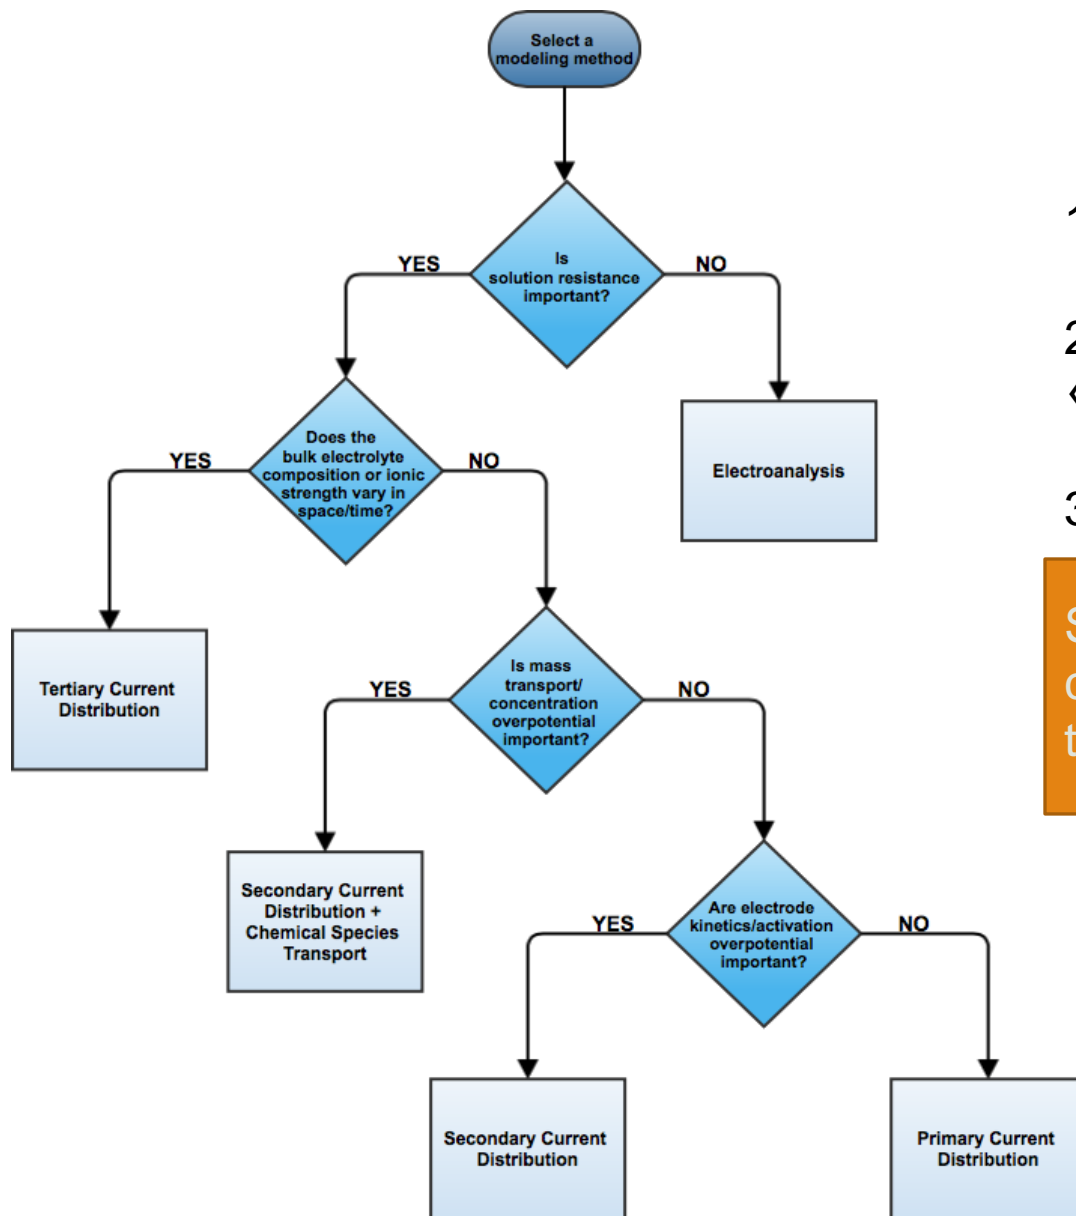 Select a
modeling method
Is
solution resistance
important?
YES
NO
Does the
bulk electrolyte
composition or ionic
strength vary in
space/time?
Electroanalysis
YES
NO
Tertiary Current
Distribution
Is mass
transport/
concentration
overpotential
important?
YES
NO
Secondary Current
Distribution +
Chemical Species
Transport
Are electrode
kinetics/activation
overpotential
important?
YES
NO
Secondary Current
Distribution
Primary Current
Distribution